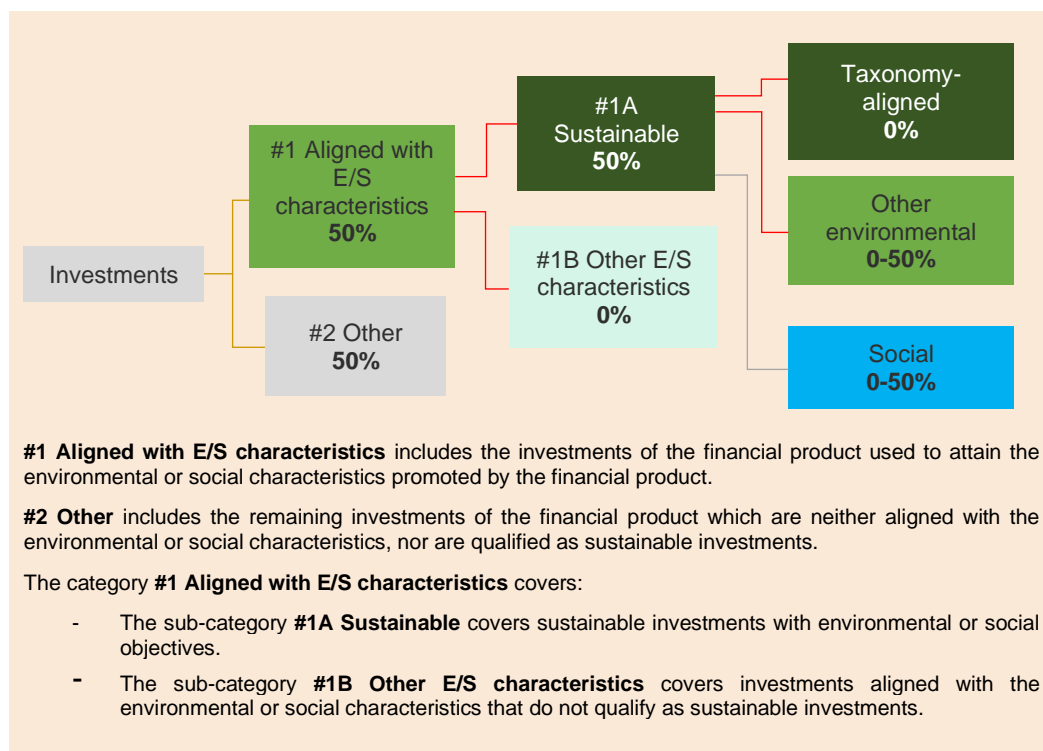 Investments
#1 Aligned with
E/S
characteristics
50%
#2 Other
50%
#1A
Sustainable
50%
#1B Other E/S
characteristics
0%
Taxonomy-
aligned
0%
Other
environmental
0-50%
Social
0-50%
#1 Aligned with E/S characteristics includes the investments of the financial product used to attain the
environmental or social characteristics promoted by the financial product.
#2 Other includes the remaining investments of the financial product which are neither aligned with the
environmental or social characteristics, nor are qualified as sustainable investments.
The category #1 Aligned with E/S characteristics covers:
- The sub-category #1A Sustainable covers sustainable investments with environmental or social
objectives.
- The sub-category #1B Other E/S characteristics covers investments aligned with the
environmental or social characteristics that do not qualify as sustainable investments.